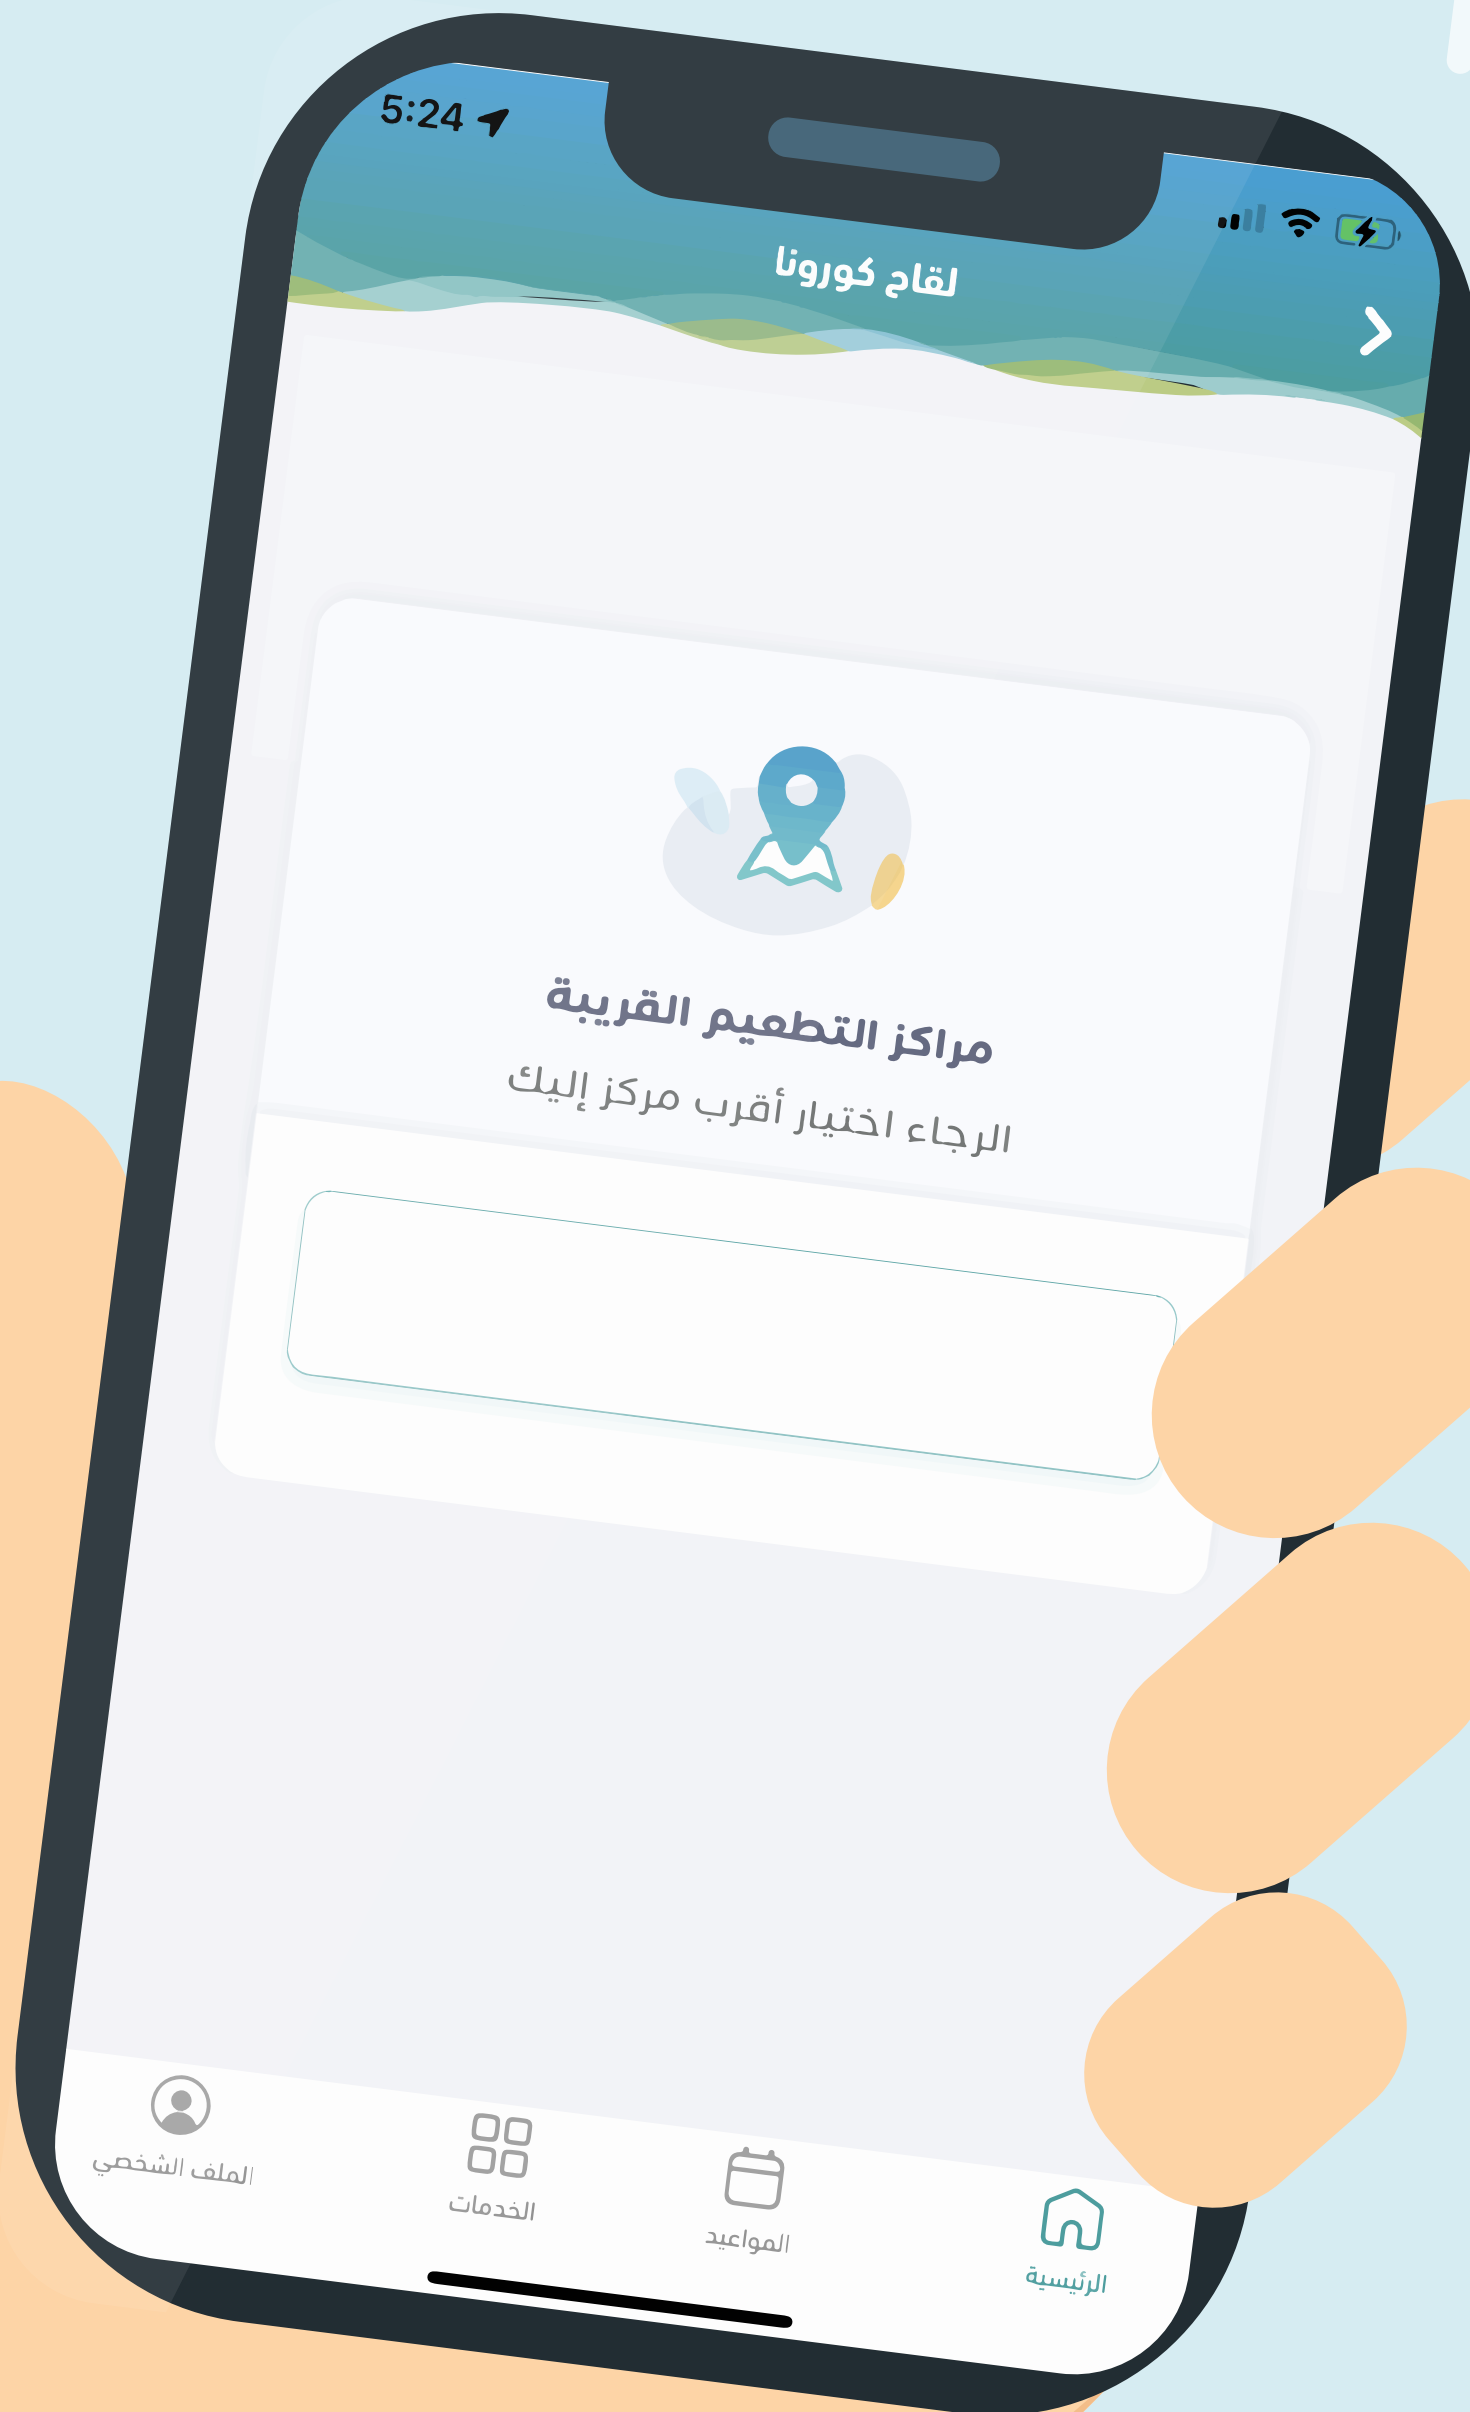 5:24
لقاح كورونا
مراكز التطعيم القريبة
الرجاء اختيار أقرب مركز إليك
الرئيسية
المواعيد
الخدمات
الملف الشخصي